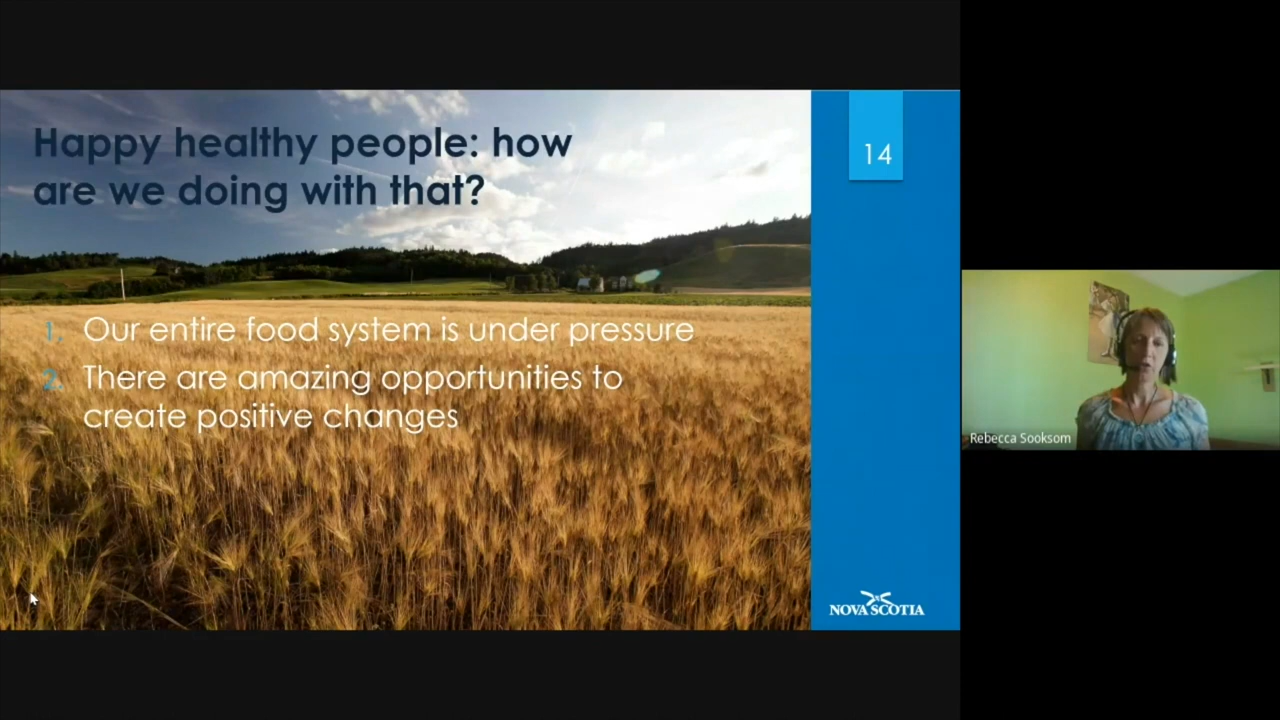 Happy healthy people: how
are we doing with that?
14
1. Our entire food system is under pressure
2. There are amazing opportunities to
create positive changes
NOVA SCOTIA
Rebecca Sooksom